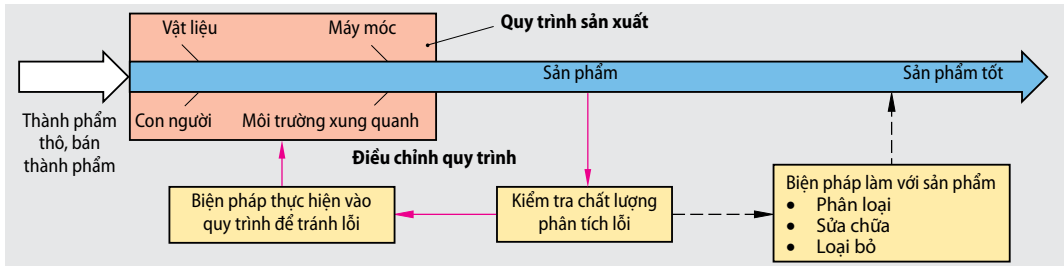 Vật liệu
Máy móc
Quy trình sản xuất
Sản phẩm
Sản phẩm tốt
Thành phẩm
thô, bán
thành phẩm
Con người
Môi trường xung quanh
Điều chỉnh quy trình
Biện pháp thực hiện vào
quy trình để tránh lỗi
Kiểm tra chất lượng
phân tích lỗi
Biện pháp làm với sản phẩm
• Phân loại
• Sửa chữa
• Loại bỏ